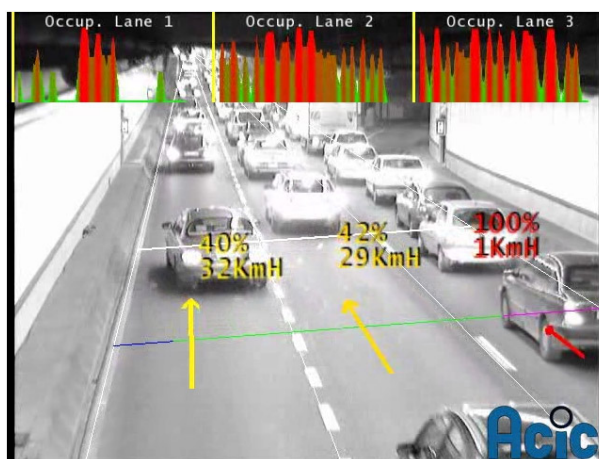 Occup. Lane 1
Occup. Lane 2
Occup. Lane 3
40%
32KmH
42%
29KmH
100%
1KmH
Acic